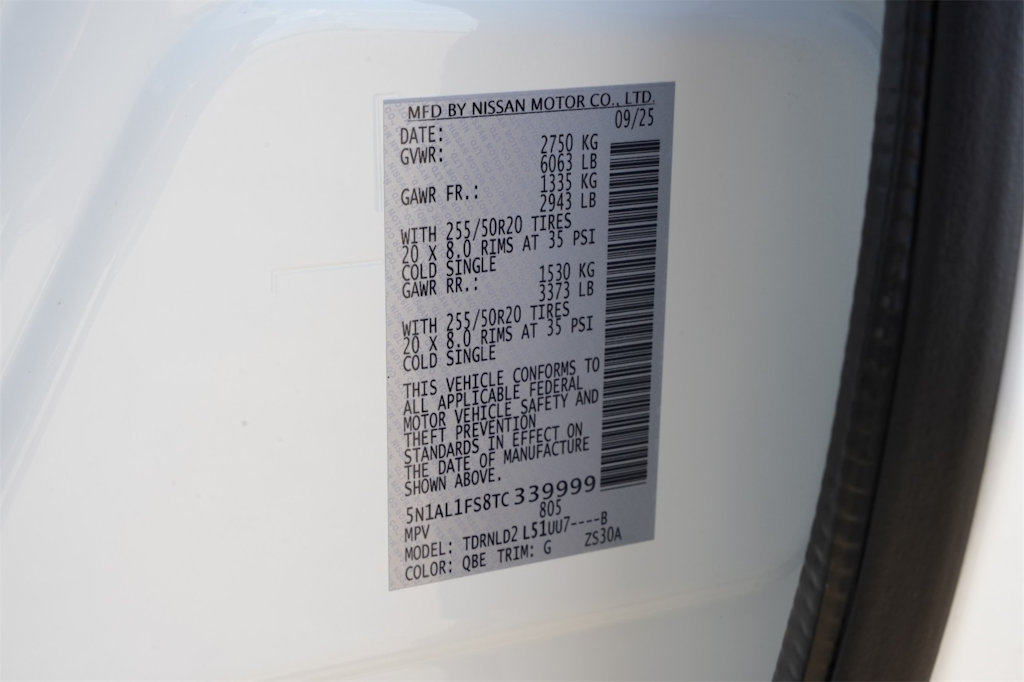 MFD BY NISSAN MOTOR CO., LTD.
DATE: 09/25
GVWR: 2750 KG
6063 LB
GAWR FR.: 1335 KG
2943 LB
WITH 255/50R20 TIRES
20 X 8.0 RIMS AT 35 PSI
COLD SINGLE
GAWR RR.: 1530 KG
3373 LB
WITH 255/50R20 TIRES
20 X 8.0 RIMS AT 35 PSI
COLD SINGLE
THIS VEHICLE CONFORMS TO
ALL APPLICABLE FEDERAL
MOTOR VEHICLE SAFETY AND
THEFT PREVENTION
STANDARDS IN EFFECT ON
THE DATE OF MANUFACTURE
SHOWN ABOVE.
5N1AL1FS8TC339999
MPV 805
MODEL: TDRNLD2 L51UU7----B
COLOR: QBE TRIM: G ZS30A